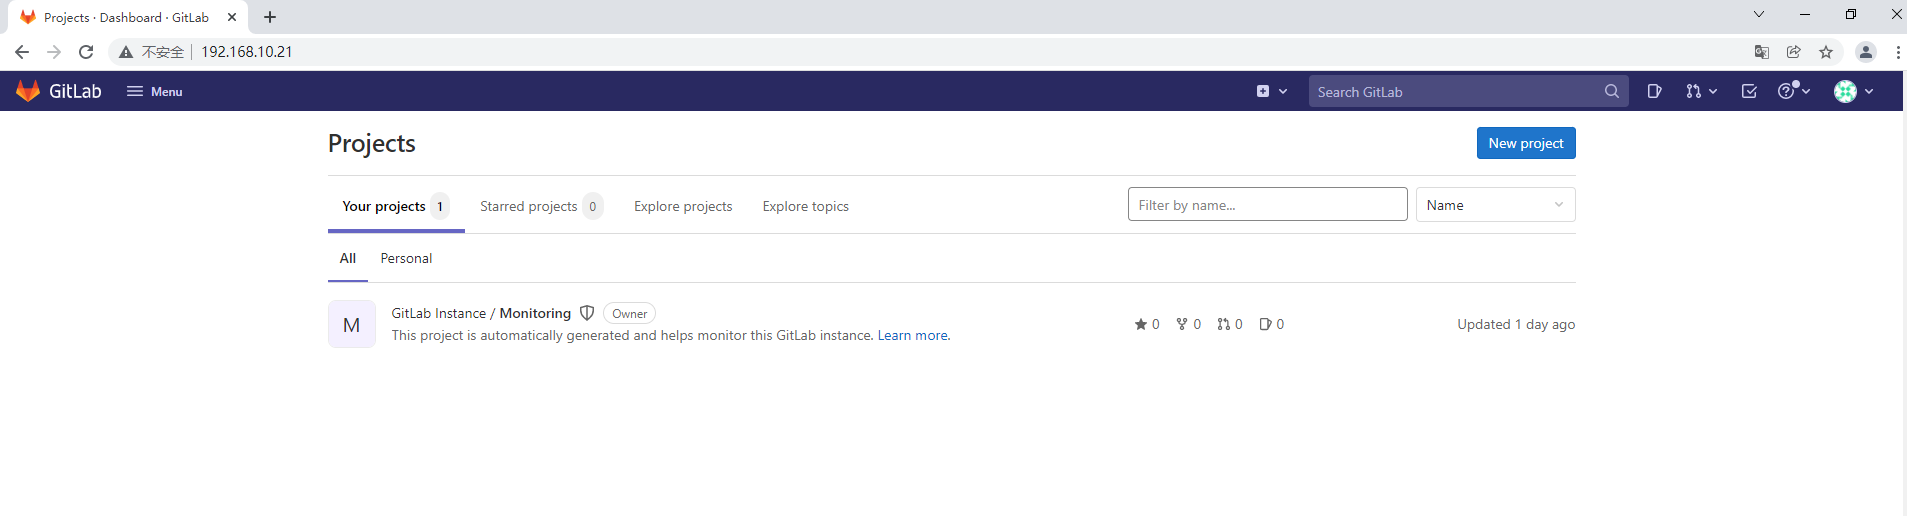 Projects · Dashboard · GitLab
不安全 192.168.10.21
GitLab Menu Search GitLab
Projects New project
Your projects 1 Starred projects 0 Explore projects Explore topics Filter by name... Name
All Personal
M GitLab Instance / Monitoring Owner 0 0 0 0 Updated 1 day ago
This project is automatically generated and helps monitor this GitLab instance. Learn more.